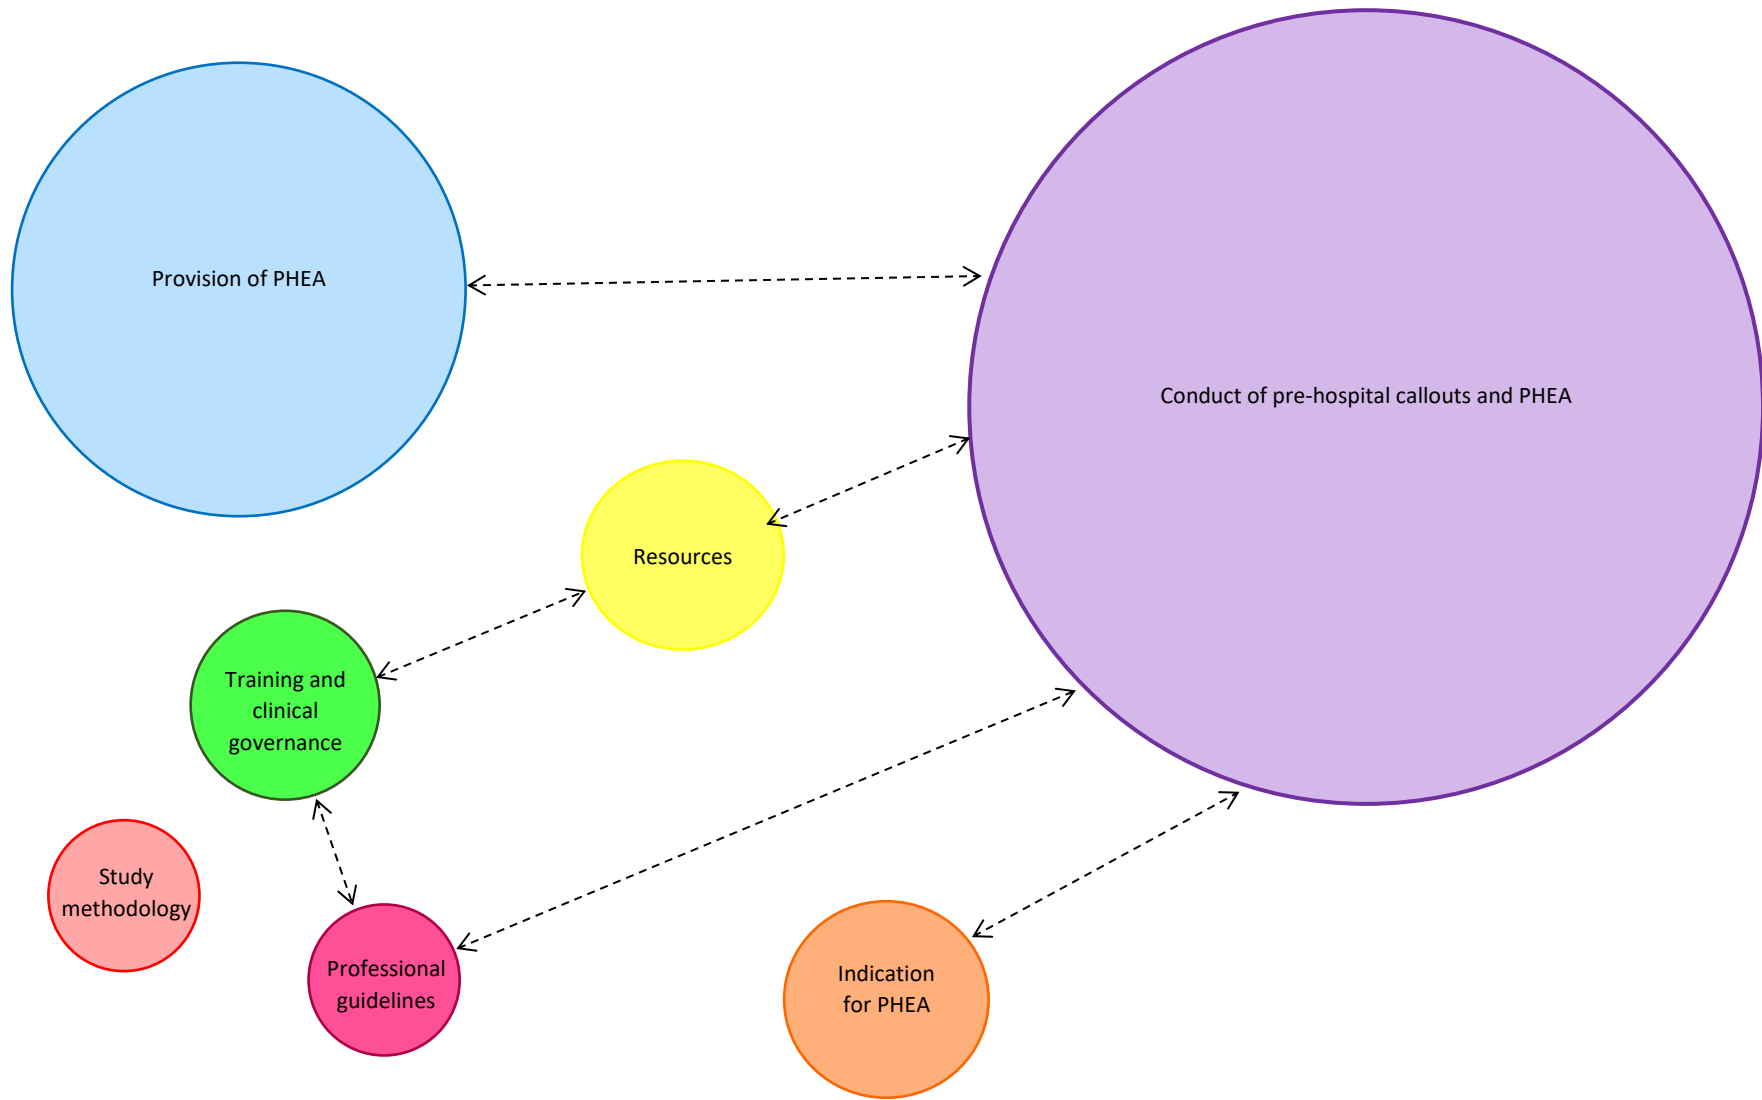 Provision of PHEA
Conduct of pre-hospital callouts and PHEA
Resources
Training and
clinical
governance
Study
methodology
Professional
guidelines
Indication
for PHEA